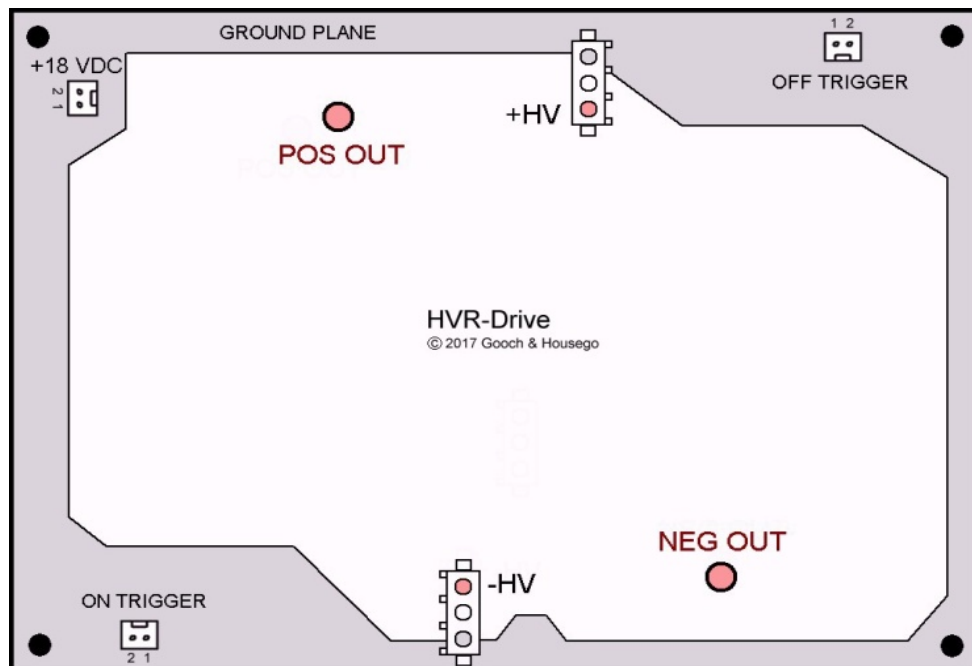 GROUND PLANE
1 2
+18 VDC
OFF TRIGGER
2
1
+HV
POS OUT
HVR-Drive
© 2017 Gooch & Housego
NEG OUT
-HV
ON TRIGGER
2 1